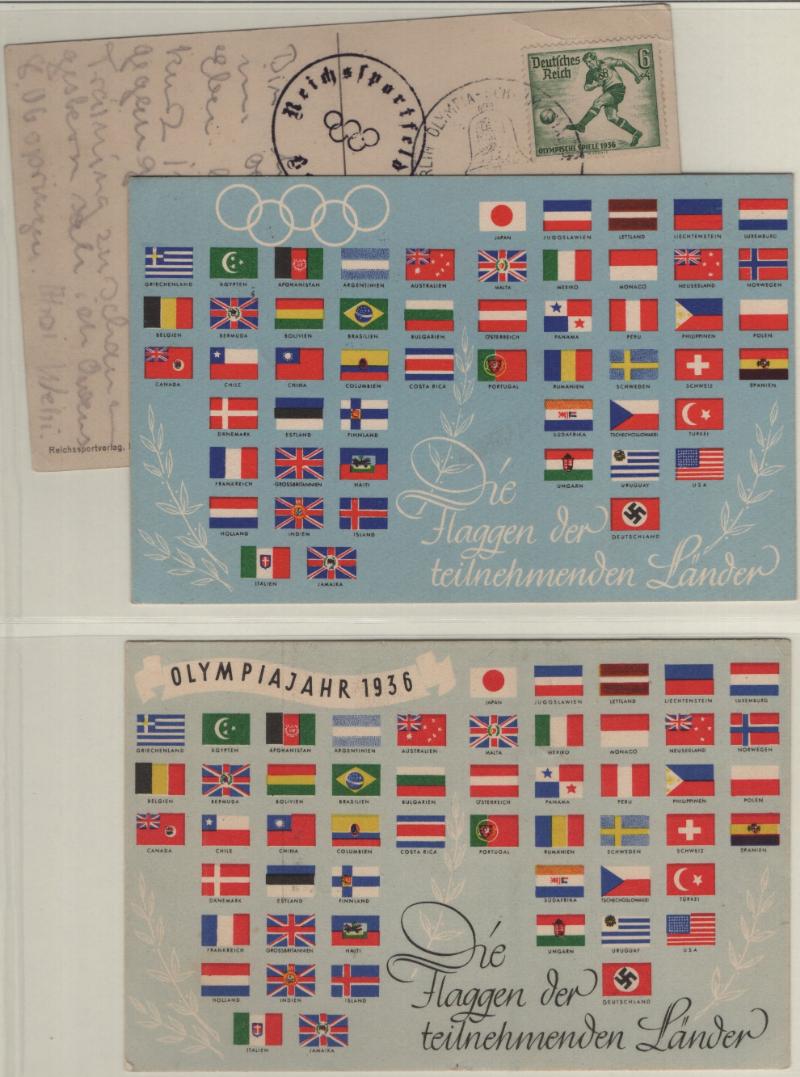 Reichssportfeld
Deutsches
Reich
6
OLYMPISCHE SPIELE 1936
Reichssportverlag,
JAPAN JUGOSLAWIEN LETTLAND LIECHTENSTEIN LUXEMBURG
GRIECHENLAND EGYPTEN AFGHANISTAN ARGENTINIEN AUSTRALIEN MALTA MEXIKO MONACO NEUSEELAND NORWEGEN
BELGIEN BERMUDA BOLIVIEN BRASILIEN BULGARIEN ÖSTERREICH PANAMA PERU PHILIPPINEN POLEN
CANADA CHILE CHINA COLUMBIEN COSTA RICA PORTUGAL RUMÄNIEN SCHWEDEN SCHWEIZ SPANIEN
DÄNEMARK ESTLAND FINNLAND SÜDAFRIKA TSCHECHOSLOWAKEI TÜRKEI
FRANKREICH GROSSBRITANNIEN HAITI UNGARN URUGUAY USA
HOLLAND INDIEN ISLAND DEUTSCHLAND
ITALIEN JAMAIKA
Die
Flaggen der
teilnehmenden Länder
OLYMPIAJAHR 1936
JAPAN JUGOSLAWIEN LETTLAND LIECHTENSTEIN LUXEMBURG
GRIECHENLAND EGYPTEN AFGHANISTAN ARGENTINIEN AUSTRALIEN MALTA MEXIKO MONACO NEUSEELAND NORWEGEN
BELGIEN BERMUDA BOLIVIEN BRASILIEN BULGARIEN ÖSTERREICH PANAMA PERU PHILIPPINEN POLEN
CANADA CHILE CHINA COLUMBIEN COSTA RICA PORTUGAL RUMÄNIEN SCHWEDEN SCHWEIZ SPANIEN
DÄNEMARK ESTLAND FINNLAND SÜDAFRIKA TSCHECHOSLOWAKEI TÜRKEI
FRANKREICH GROSSBRITANNIEN HAITI UNGARN URUGUAY USA
HOLLAND INDIEN ISLAND DEUTSCHLAND
ITALIEN JAMAIKA
Die
Flaggen der
teilnehmenden Länder